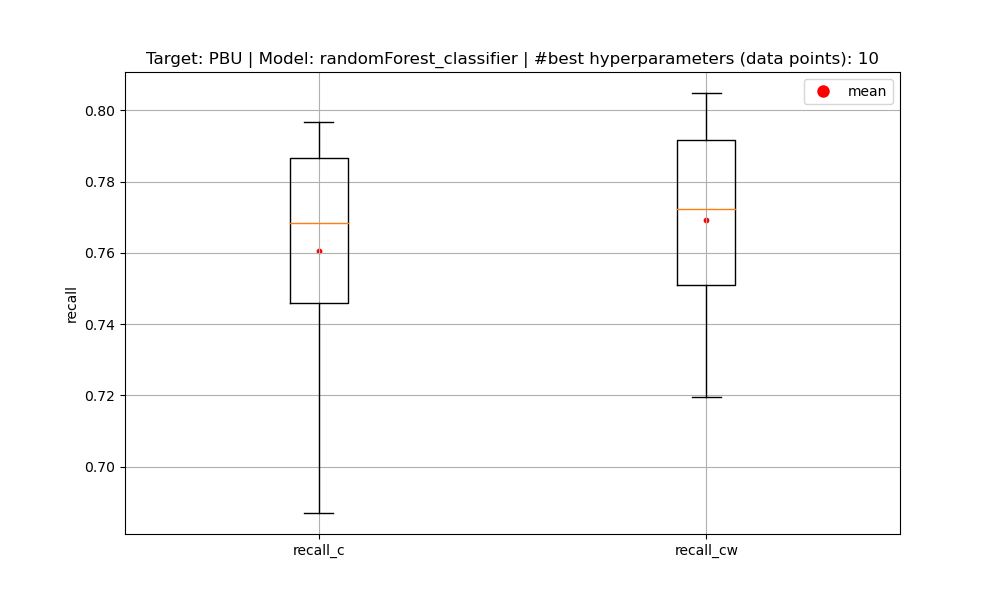 Target: PBU | Model: randomForest_classifier | #best hyperparameters (data points): 10
mean
0.80
0.78
0.76
0.74
0.72
0.70
recall
recall_c
recall_cw